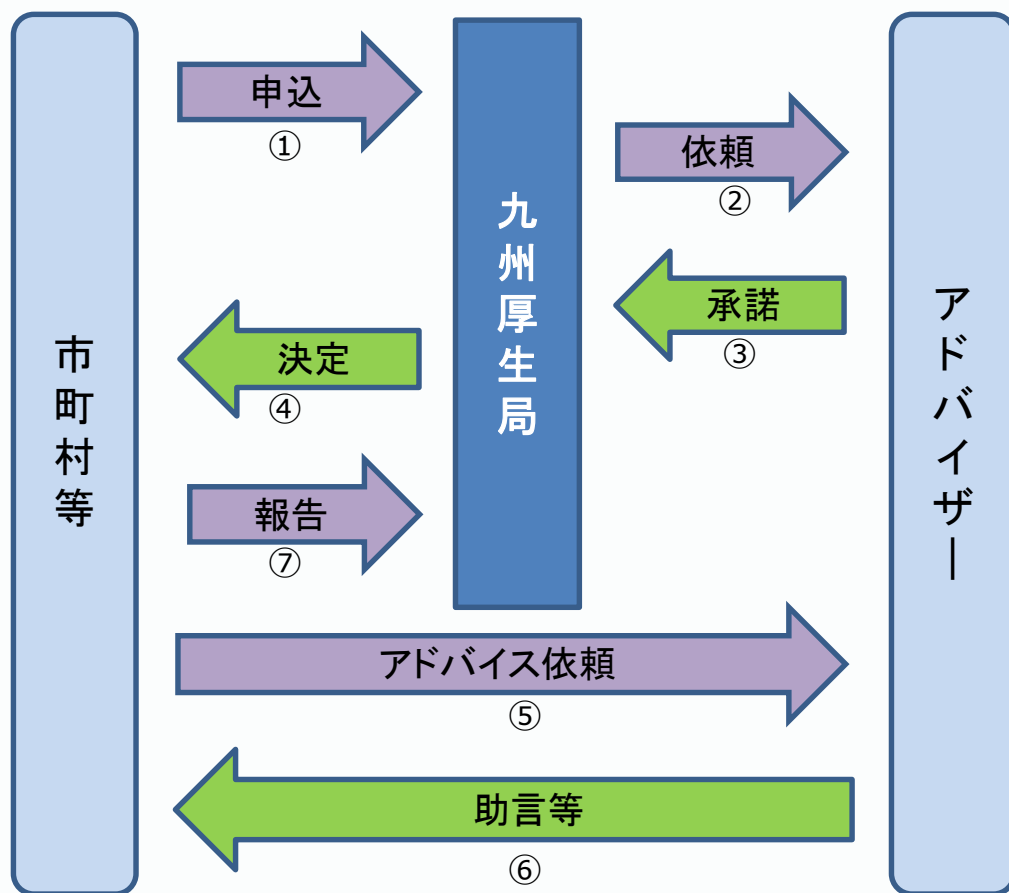 市町村等
申込
①
九州厚生局
依頼
②
承諾
③
決定
④
報告
⑦
アドバイス依頼
⑤
助言等
⑥
アドバイザー